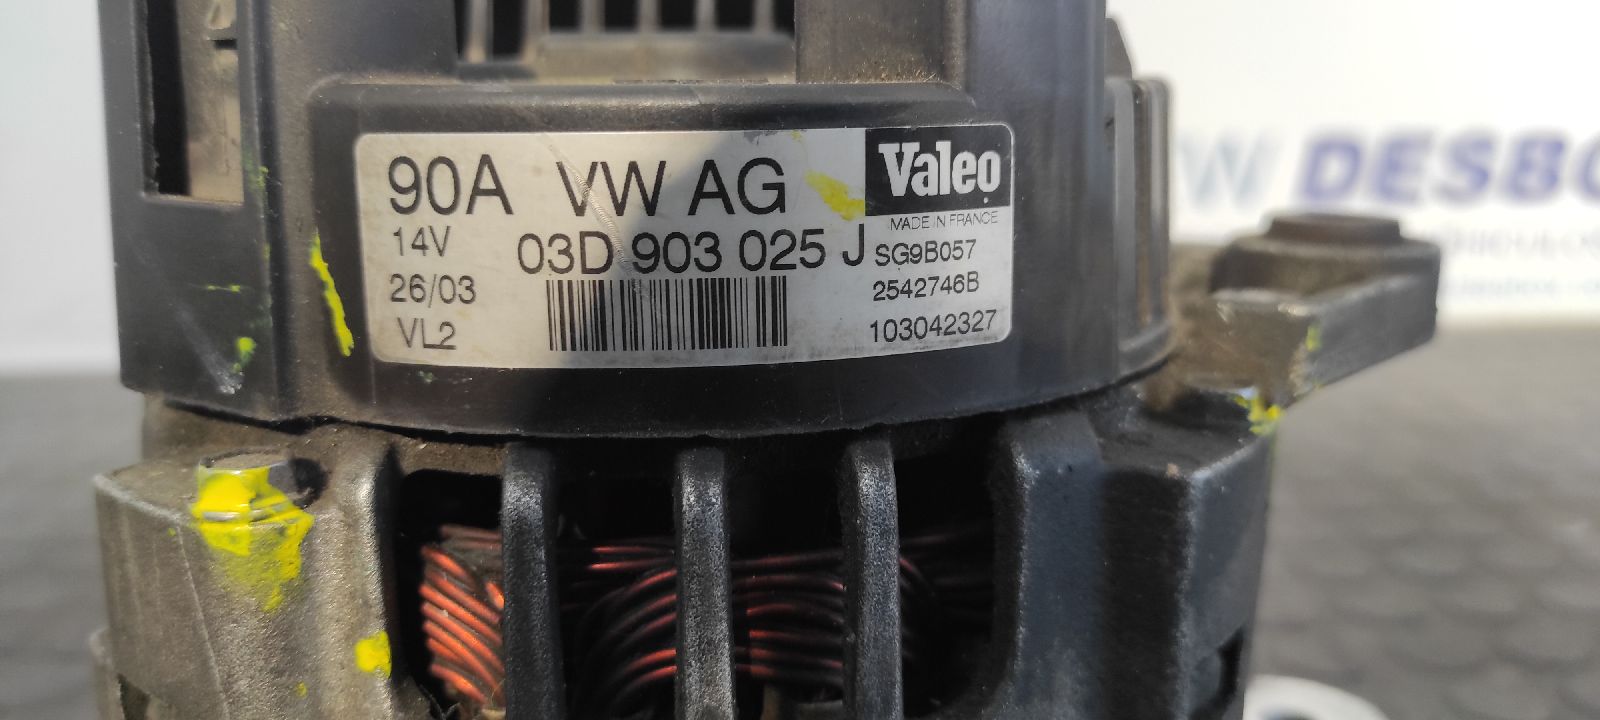 90A VW AG
Valeo
MADE IN FRANCE
14V
03D 903 025 J
SG9B057
26/03
2542746B
VL2
103042327
W DESBO